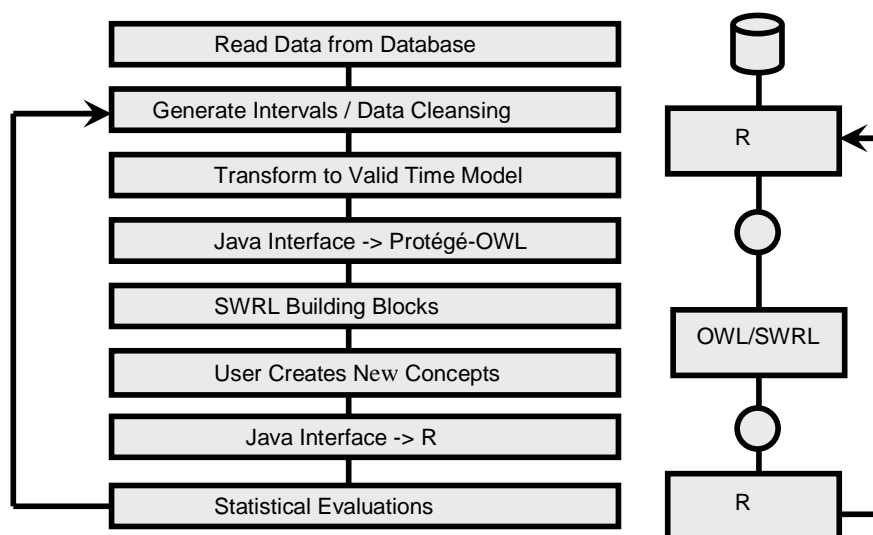 Read Data from Database
Generate Intervals / Data Cleansing
Transform to Valid Time Model
Java Interface -> Protégé-OWL
SWRL Building Blocks
User Creates New Concepts
Java Interface -> R
Statistical Evaluations
R
OWL/SWRL
R